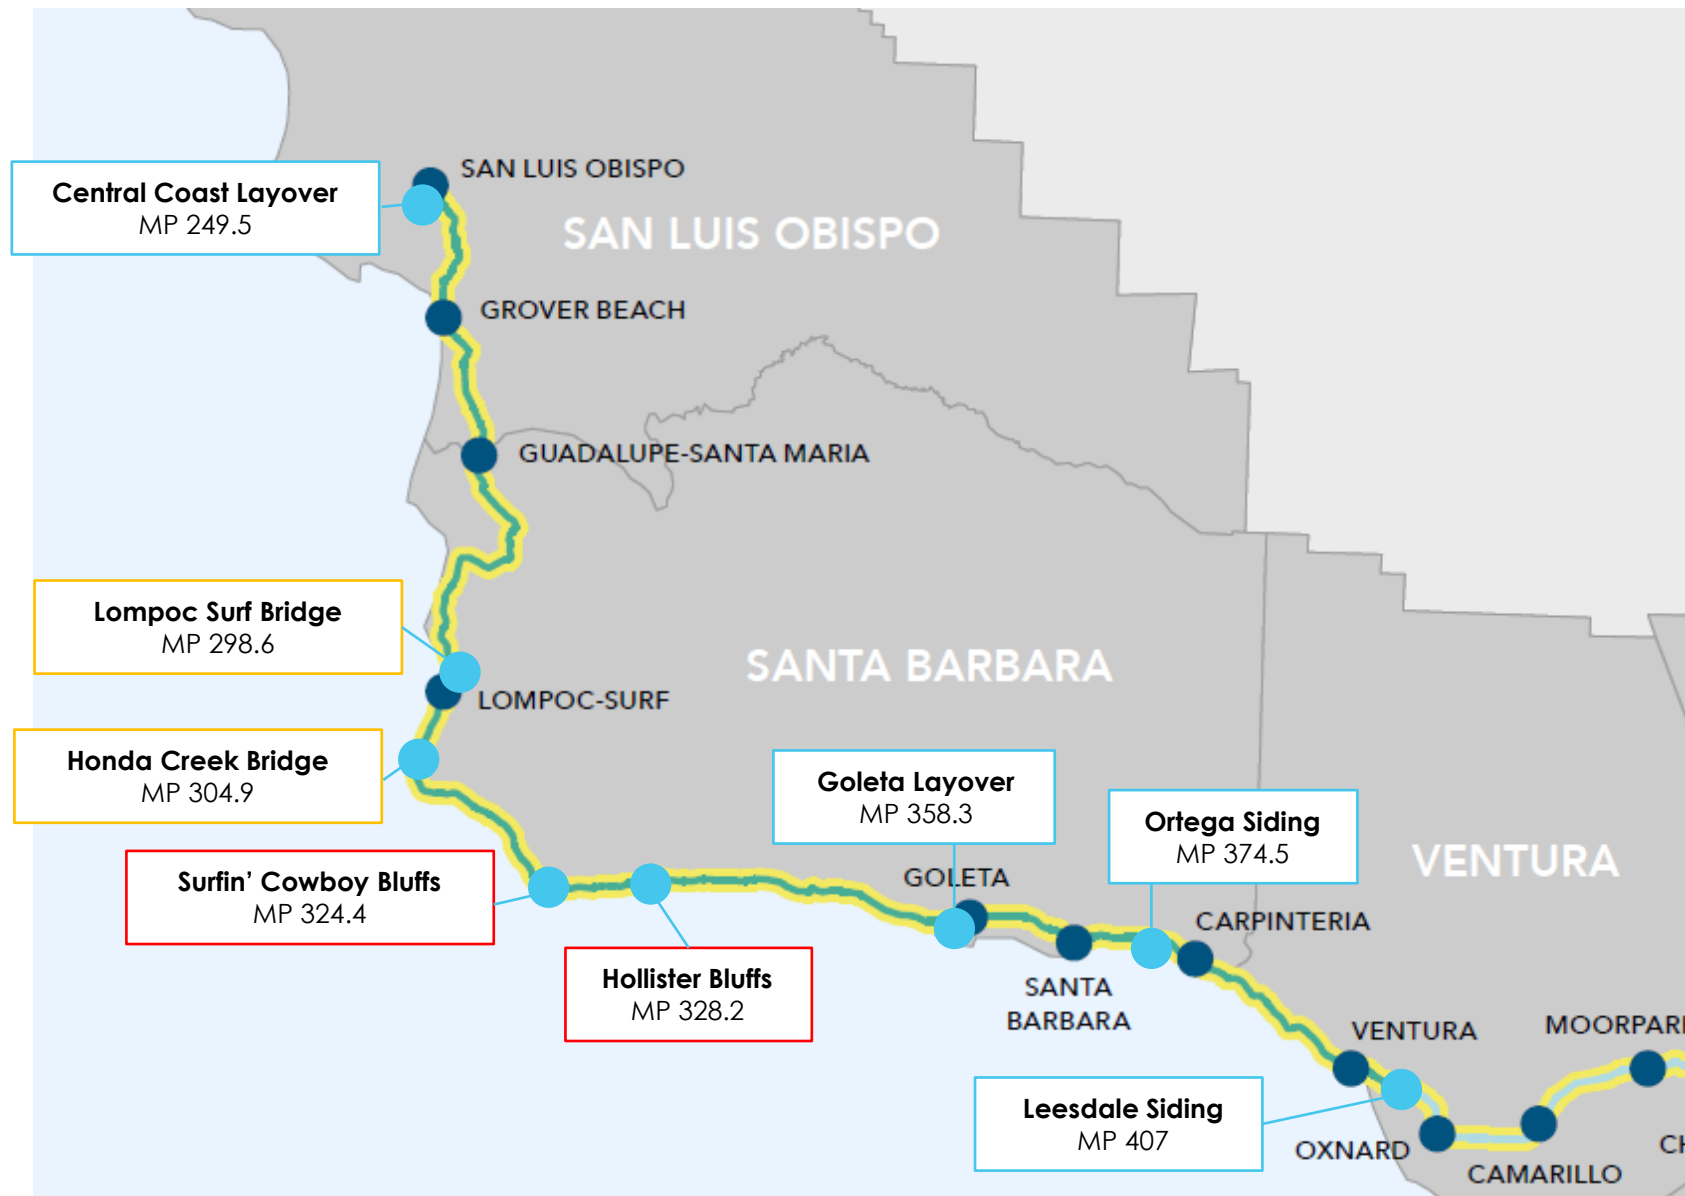 SAN LUIS OBISPO
Central Coast Layover
MP 249.5
SAN LUIS OBISPO
GROVER BEACH
GUADALUPE-SANTA MARIA
Lompoc Surf Bridge
MP 298.6
SANTA BARBARA
LOMPOC-SURF
Honda Creek Bridge
MP 304.9
Goleta Layover
MP 358.3
Ortega Siding
MP 374.5
VENTURA
Surfin' Cowboy Bluffs
MP 324.4
GOLETA
CARPINTERIA
Hollister Bluffs
MP 328.2
SANTA
BARBARA
VENTURA
MOORPARK
Leesdale Siding
MP 407
OXNARD
CAMARILLO
CH